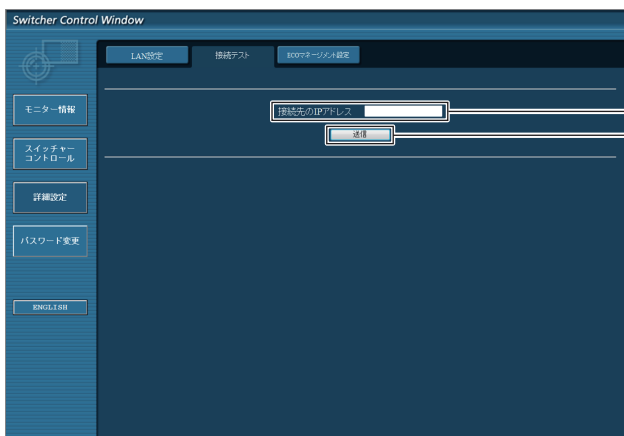 Switcher Control Window
LAN設定
接続テスト
ECOマネージメント設定
モニター情報
接続先のIPアドレス
送信
スイッチャー
コントロール
詳細設定
パスワード変更
ENGLISH